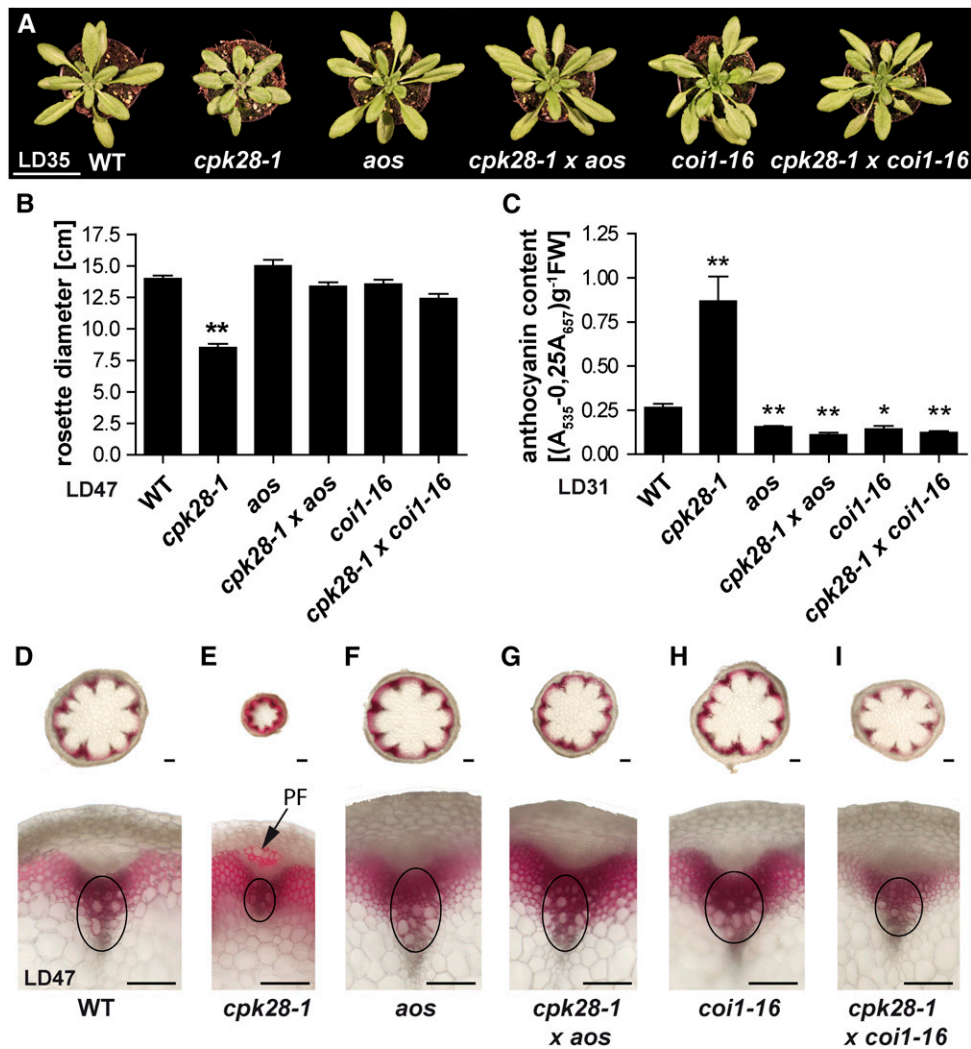 A
LD35
WT
cpk28-1
aos
cpk28-1 x aos
coi1-16
cpk28-1 x coi1-16
B
rosette diameter [cm]
17.5
15.0
12.5
10.0
7.5
5.0
2.5
0.0
**
LD47
WT
cpk28-1
aos
cpk28-1 x aos
coi1-16
cpk28-1 x coi1-16
C
anthocyanin content
[(A535-0,25A657)g-1FW]
1.25
1.00
0.75
0.50
0.25
0.00
**
**
**
*
**
LD31
WT
cpk28-1
aos
cpk28-1 x aos
coi1-16
cpk28-1 x coi1-16
D
E
F
G
H
I
PF
LD47
WT
cpk28-1
aos
cpk28-1
x aos
coi1-16
cpk28-1
x coi1-16